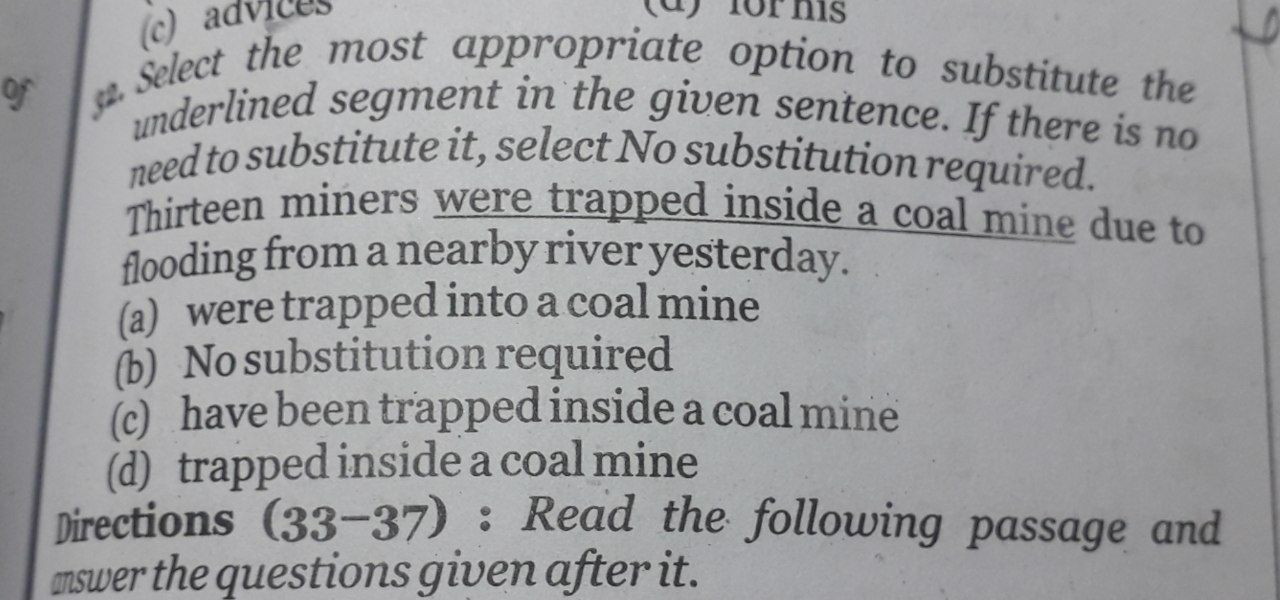 (c) advices (d) for his
of
32. Select the most appropriate option to substitute the
underlined segment in the given sentence. If there is no
need to substitute it, select No substitution required.
Thirteen miners were trapped inside a coal mine due to
flooding from a nearby river yesterday.
(a) were trapped into a coal mine
(b) No substitution required
(c) have been trapped inside a coal mine
(d) trapped inside a coal mine
Directions (33–37) : Read the following passage and
answer the questions given after it.